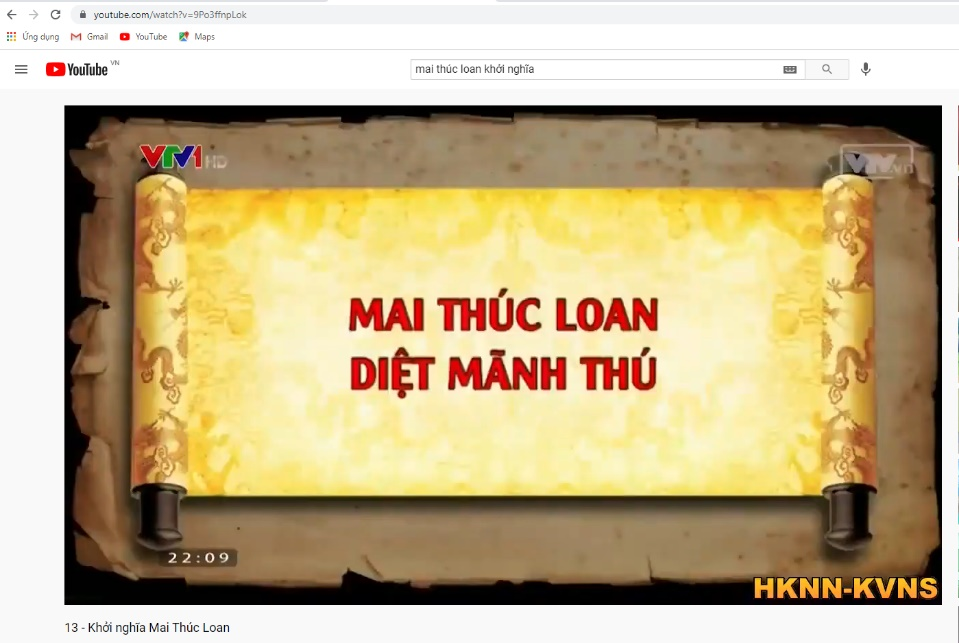 youtube.com/watch?v=9Po3ffnpLok
Ứng dụng Gmail YouTube Maps
YouTube VN
mai thúc loan khởi nghĩa
VTV1 HD
VTV.vn
MAI THÚC LOAN
DIỆT MÃNH THÚ
22:09
HKNN-KVNS
13 - Khởi nghĩa Mai Thúc Loan